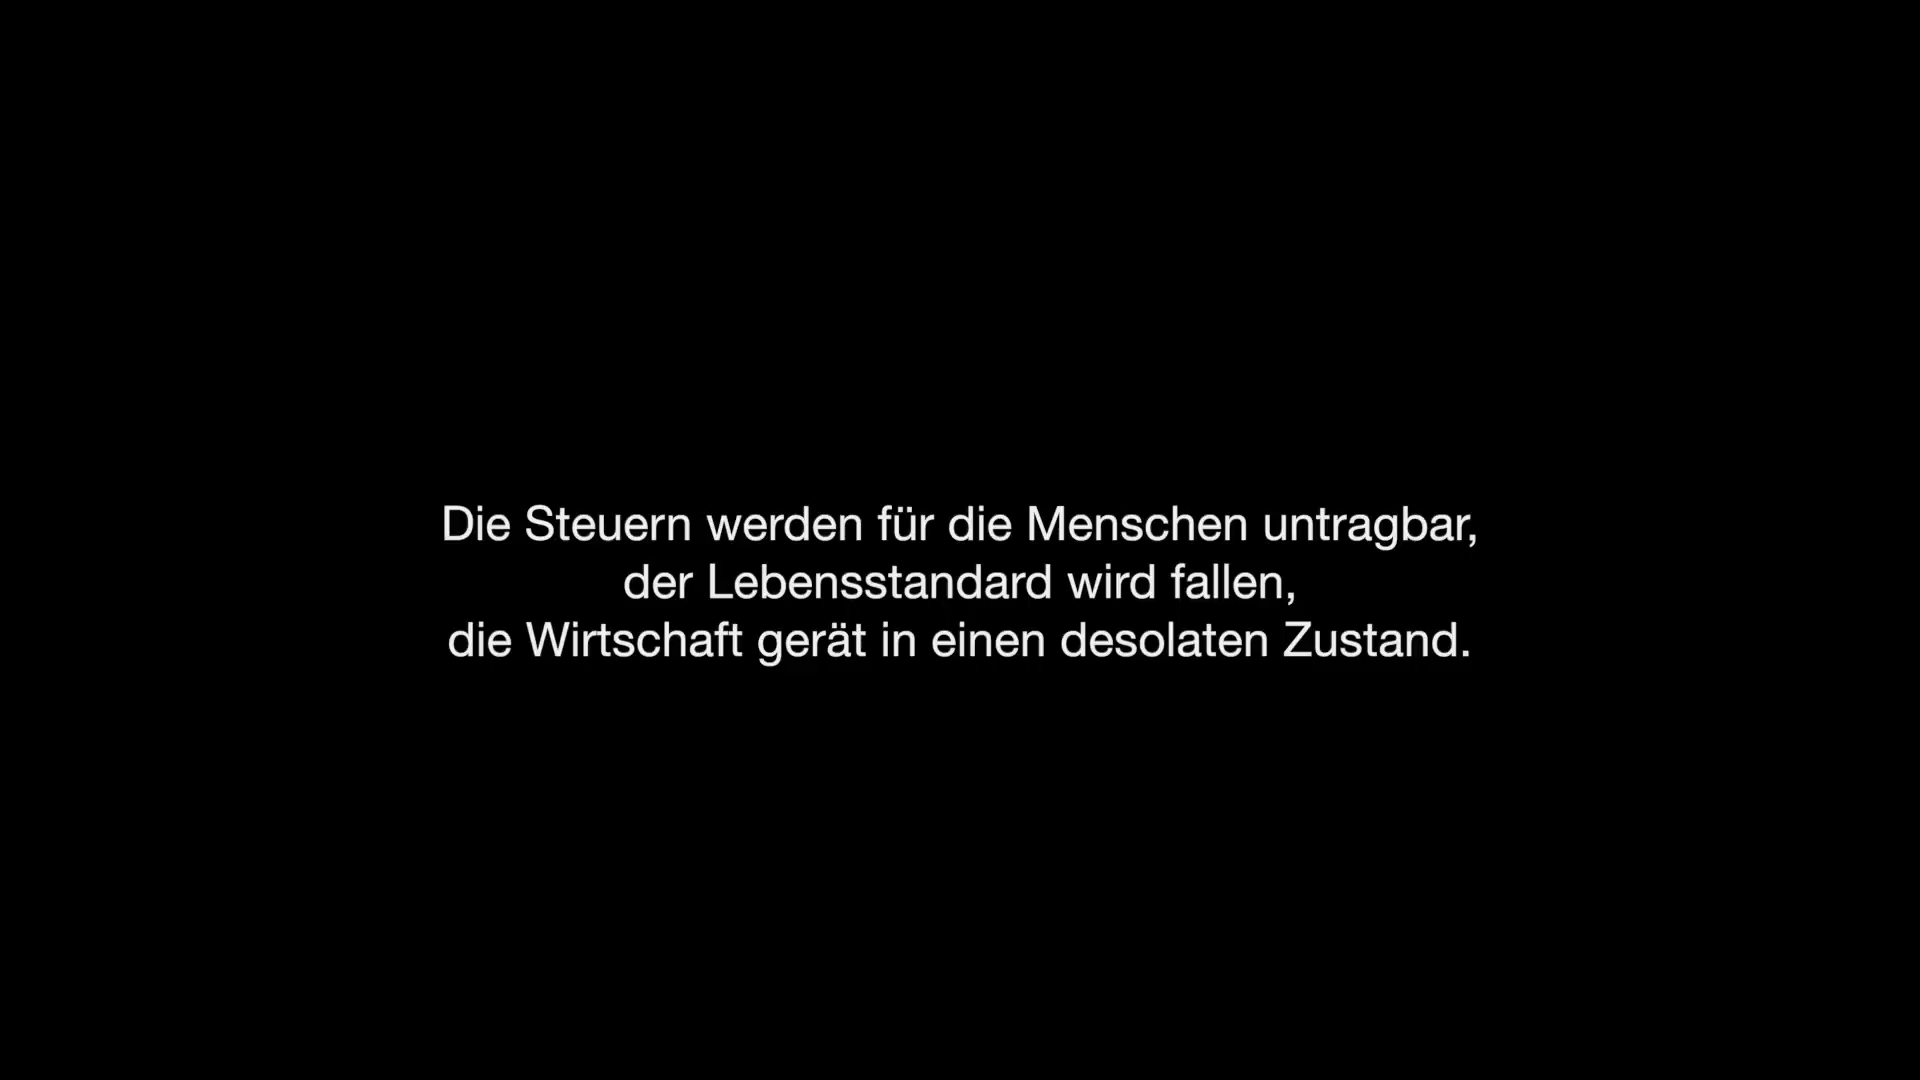 Die Steuern werden für die Menschen untragbar,
der Lebensstandard wird fallen,
die Wirtschaft gerät in einen desolaten Zustand.